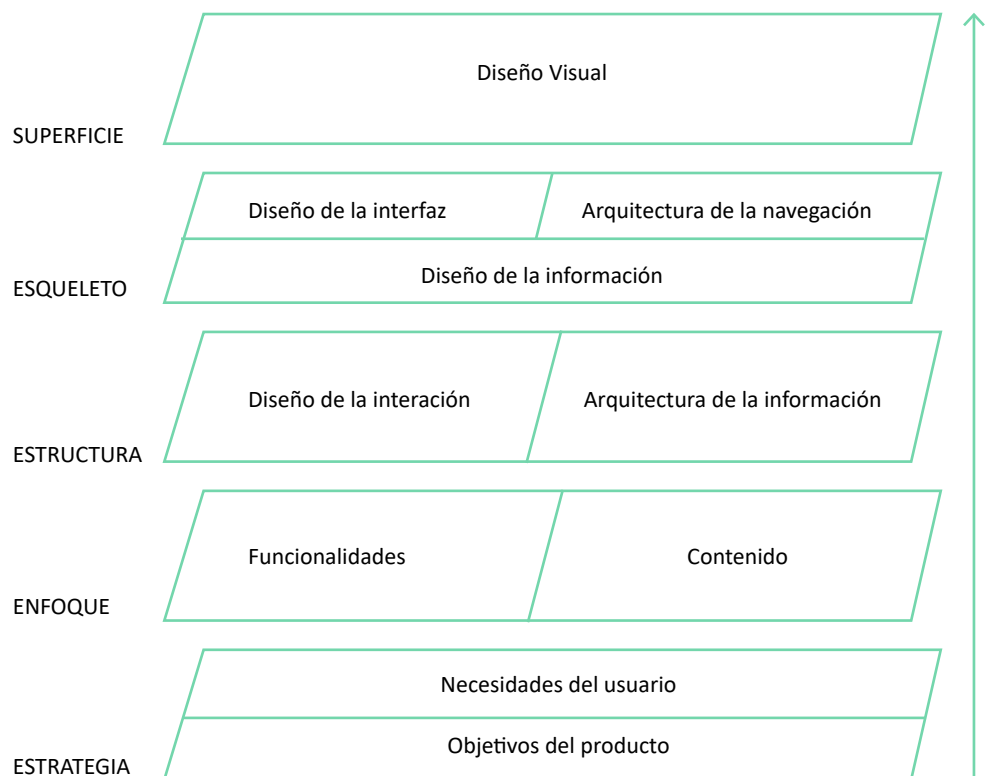 Diseño Visual
SUPERFICIE
Diseño de la interfaz
Arquitectura de la navegación
Diseño de la información
ESQUELETO
Diseño de la interación
Arquitectura de la información
ESTRUCTURA
Funcionalidades
Contenido
ENFOQUE
Necesidades del usuario
Objetivos del producto
ESTRATEGIA